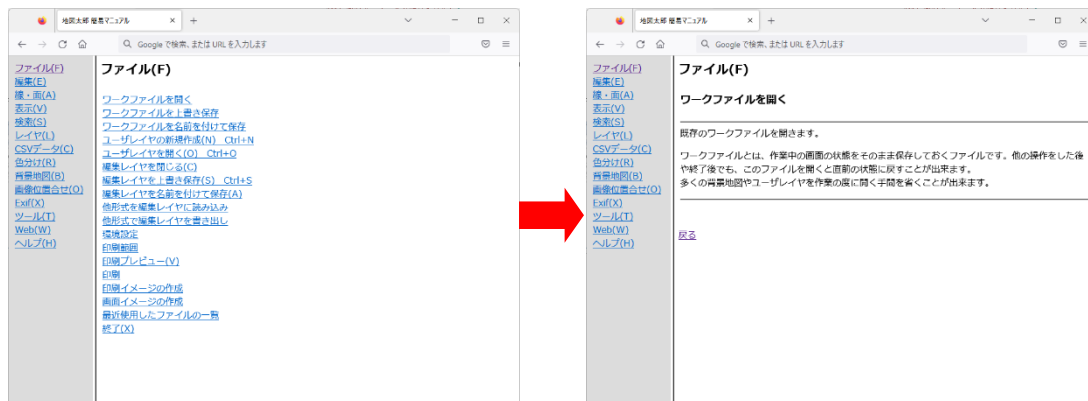 地図太郎 簡易マニュアル
Google で検索、または URL を入力します
ファイル(F)
編集(E)
線・面(A)
表示(V)
検索(S)
レイヤ(L)
CSVデータ(C)
色分け(R)
背景地図(B)
画像位置合せ(O)
Exif(X)
ツール(T)
Web(W)
ヘルプ(H)
ファイル(F)
ワークファイルを開く
ワークファイルを上書き保存
ワークファイルを名前を付けて保存
ユーザレイヤの新規作成(N) Ctrl+N
ユーザレイヤを開く(O) Ctrl+O
編集レイヤを閉じる(C)
編集レイヤを上書き保存(S) Ctrl+S
編集レイヤを名前を付けて保存(A)
他形式を編集レイヤに読み込み
他形式で編集レイヤを書き出し
環境設定
印刷範囲
印刷プレビュー(V)
印刷
印刷イメージの作成
画面イメージの作成
最近使用したファイルの一覧
終了(X)
地図太郎 簡易マニュアル
Google で検索、または URL を入力します
ファイル(F)
編集(E)
線・面(A)
表示(V)
検索(S)
レイヤ(L)
CSVデータ(C)
色分け(R)
背景地図(B)
画像位置合せ(O)
Exif(X)
ツール(T)
Web(W)
ヘルプ(H)
ファイル(F)
ワークファイルを開く
既存のワークファイルを開きます。
ワークファイルとは、作業中の画面の状態をそのまま保存しておくファイルです。他の操作をした後
や終了後でも、このファイルを開くと直前の状態に戻すことが出来ます。
多くの背景地図やユーザレイヤを作業の度に開く手間を省くことが出来ます。
戻る